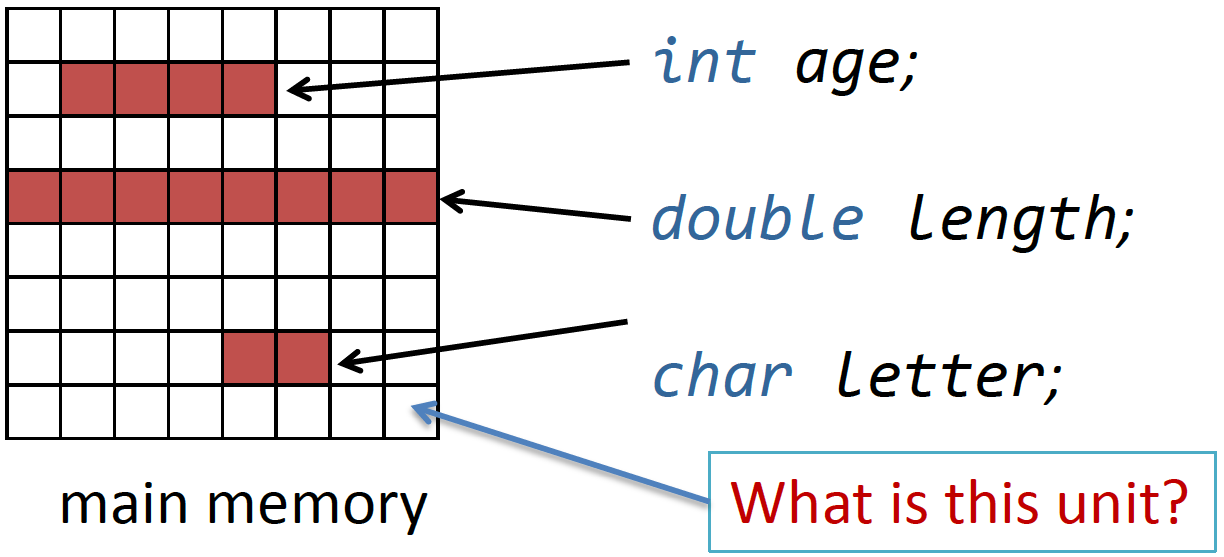 int age;
double length;
char letter;
main memory
What is this unit?